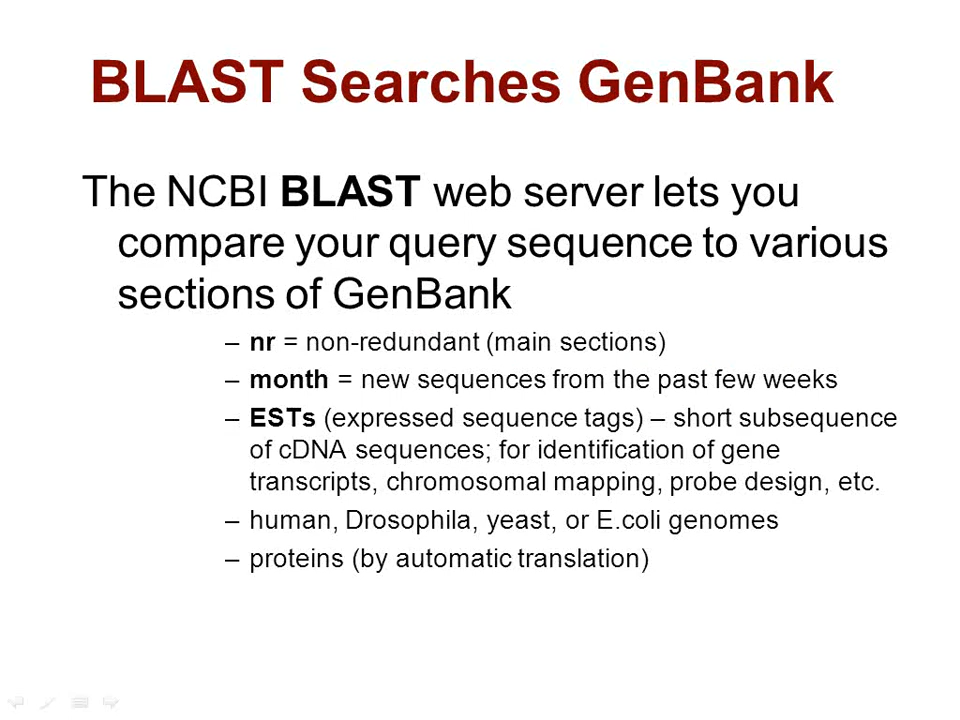 BLAST Searches GenBank
The NCBI BLAST web server lets you
compare your query sequence to various
sections of GenBank
– nr = non-redundant (main sections)
– month = new sequences from the past few weeks
– ESTs (expressed sequence tags) – short subsequence
of cDNA sequences; for identification of gene
transcripts, chromosomal mapping, probe design, etc.
– human, Drosophila, yeast, or E.coli genomes
– proteins (by automatic translation)